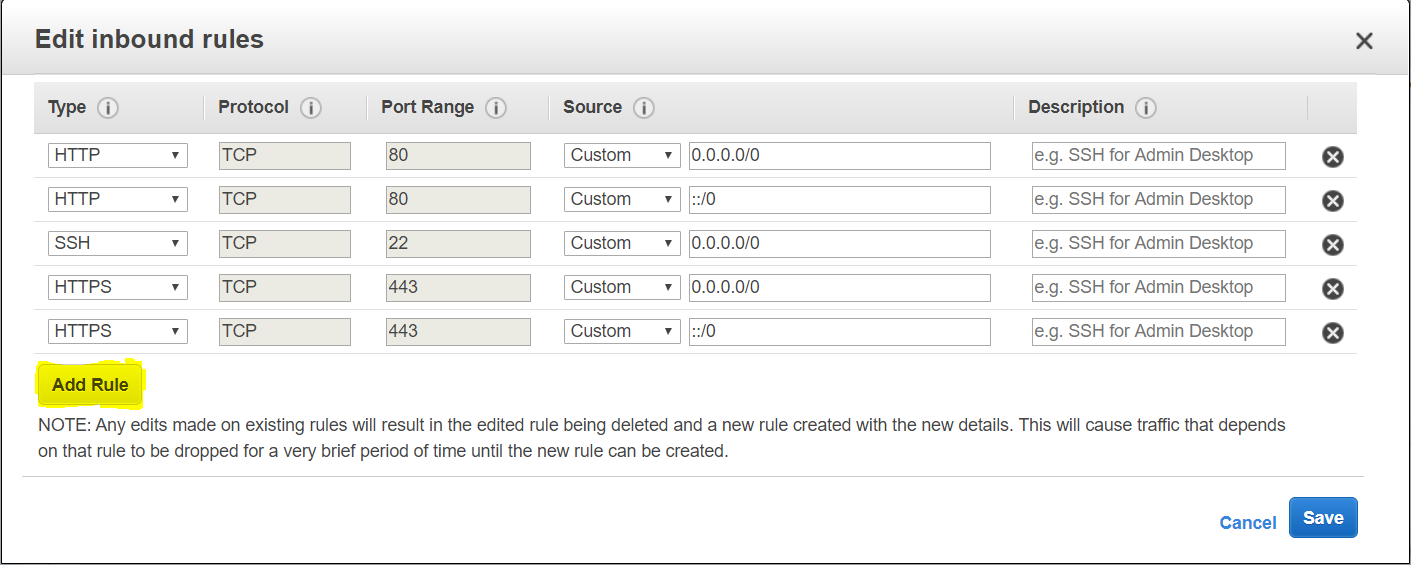 Edit inbound rules
Type Protocol Port Range Source Description
HTTP TCP 80 Custom 0.0.0.0/0 e.g. SSH for Admin Desktop
HTTP TCP 80 Custom ::/0 e.g. SSH for Admin Desktop
SSH TCP 22 Custom 0.0.0.0/0 e.g. SSH for Admin Desktop
HTTPS TCP 443 Custom 0.0.0.0/0 e.g. SSH for Admin Desktop
HTTPS TCP 443 Custom ::/0 e.g. SSH for Admin Desktop
Add Rule
NOTE: Any edits made on existing rules will result in the edited rule being deleted and a new rule created with the new details. This will cause traffic that depends
on that rule to be dropped for a very brief period of time until the new rule can be created.
Cancel Save